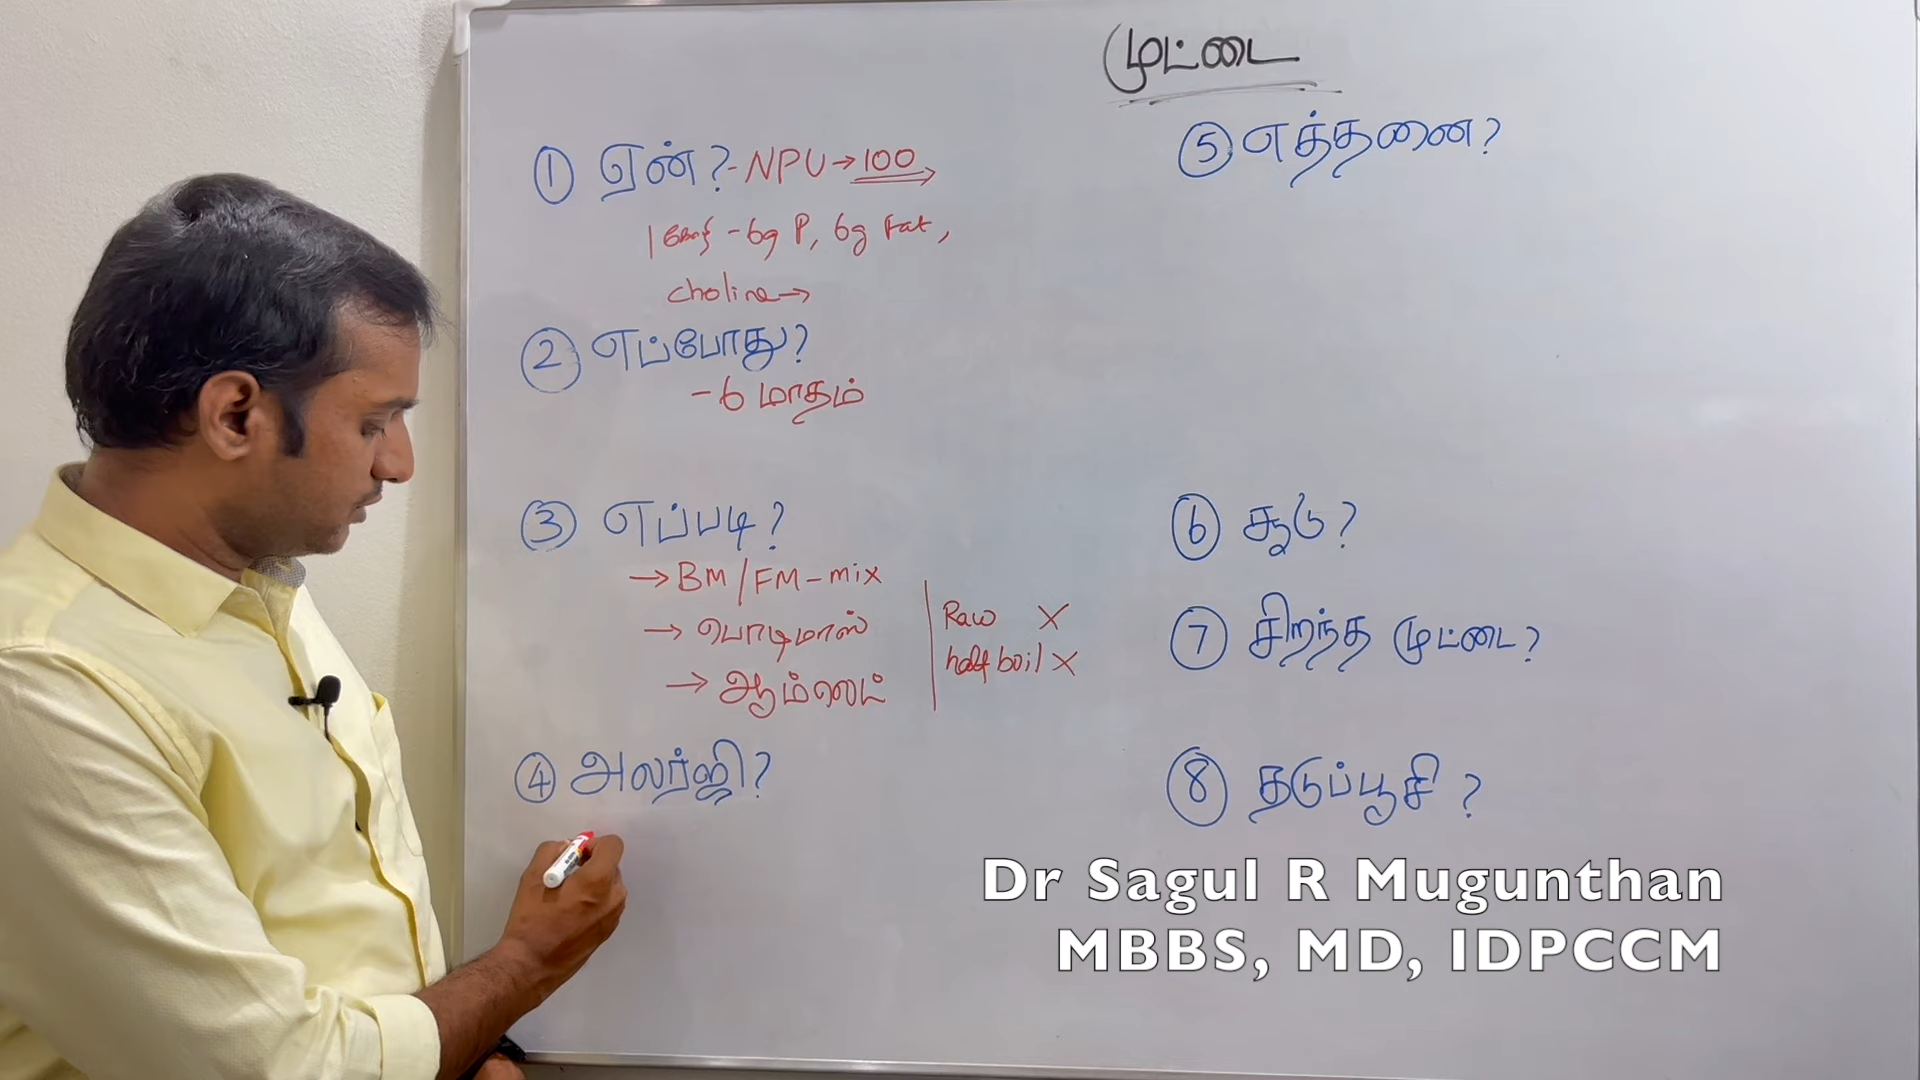 முட்டை
① ஏன்? - NPU → 100
1 கோழி - 6g P, 6g Fat,
choline →
② எப்போது?
- 6 மாதம்
③ எப்படி?
→ BM / FM - mix
→ பொடிமாஸ்
→ ஆம்லெட்
Raw X
half boil X
④ அலர்ஜி?
⑤ எத்தனை?
⑥ சூடு?
⑦ சிறந்த முட்டை?
⑧ தடுப்பூசி?
Dr Sagul R Mugunthan
MBBS, MD, IDPCCM